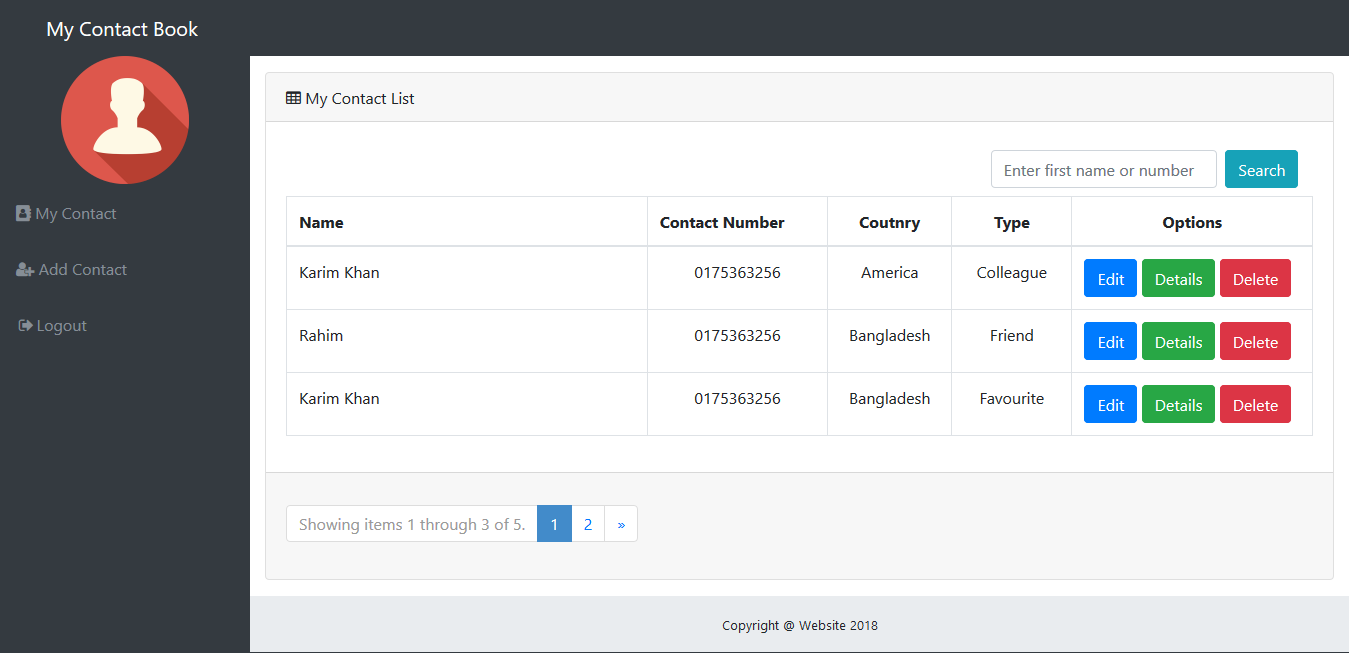 My Contact Book
My Contact
Add Contact
Logout
My Contact List
Enter first name or number Search
Name Contact Number Coutnry Type Options
Karim Khan 0175363256 America Colleague Edit Details Delete
Rahim 0175363256 Bangladesh Friend Edit Details Delete
Karim Khan 0175363256 Bangladesh Favourite Edit Details Delete
Showing items 1 through 3 of 5. 1 2 »
Copyright @ Website 2018